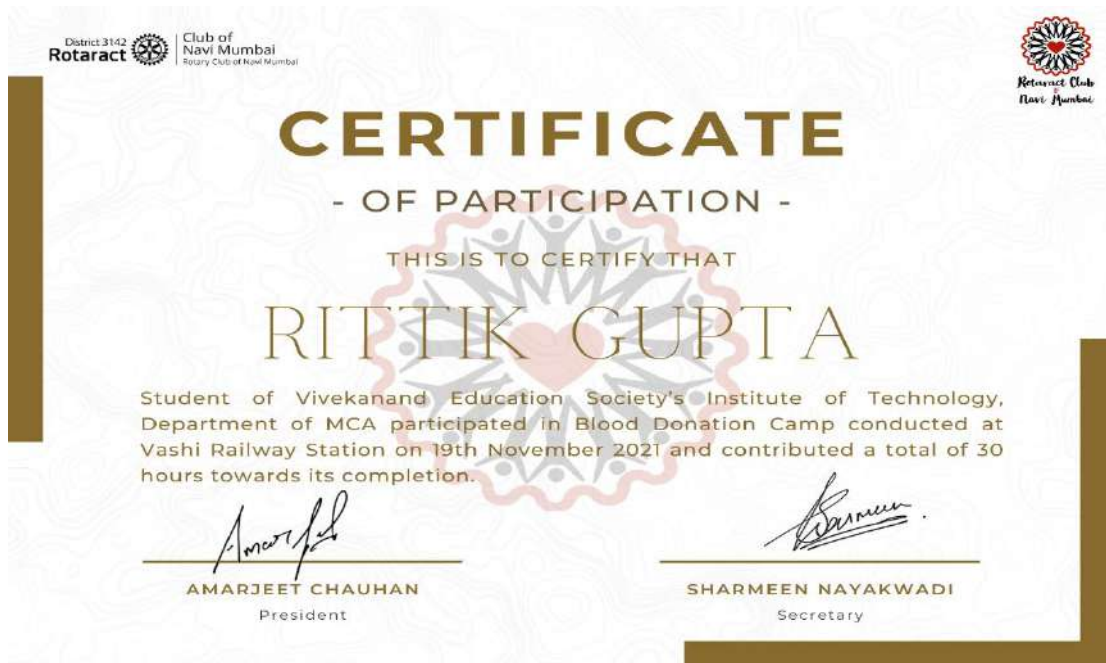 District 3142
Rotaract
Club of
Navi Mumbai
Rotary Club of Navi Mumbai
Rotaract Club
of
Navi Mumbai
CERTIFICATE
- OF PARTICIPATION -
THIS IS TO CERTIFY THAT
RITTIK GUPTA
Student of Vivekanand Education Society's Institute of Technology,
Department of MCA participated in Blood Donation Camp conducted at
Vashi Railway Station on 19th November 2021 and contributed a total of 30
hours towards its completion.
Sarmeen
AMARJEET CHAUHAN
SHARMEEN NAYAKWADI
President
Secretary